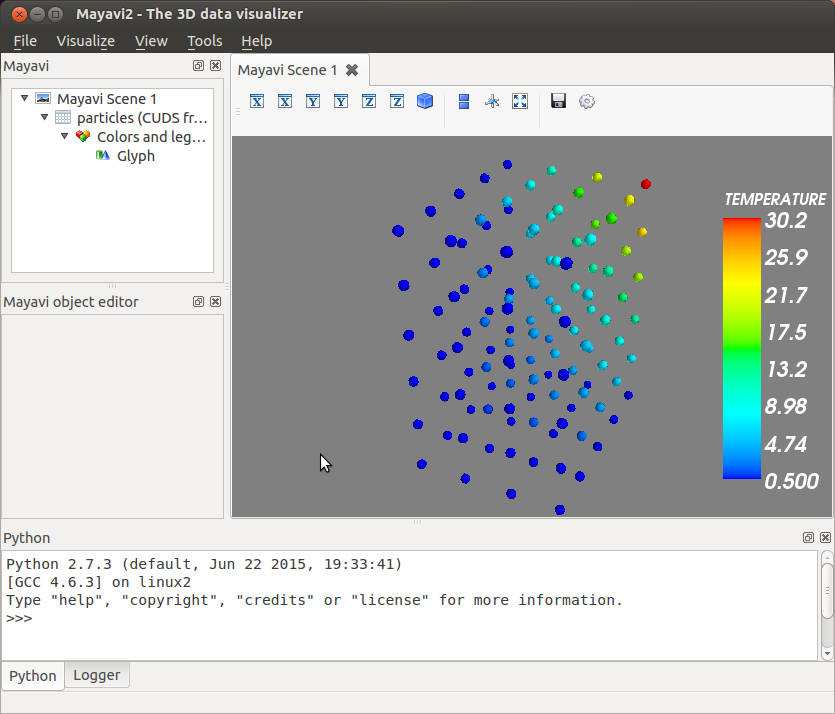 Mayavi2 - The 3D data visualizer
File Visualize View Tools Help
Mayavi
Mayavi Scene 1
particles (CUDS fr...
Colors and leg...
Glyph
Mayavi object editor
Mayavi Scene 1
X X Y Y Z Z
TEMPERATURE
30.2
25.9
21.7
17.5
13.2
8.98
4.74
0.500
Python
Python 2.7.3 (default, Jun 22 2015, 19:33:41)
[GCC 4.6.3] on linux2
Type "help", "copyright", "credits" or "license" for more information.
>>>
Python Logger